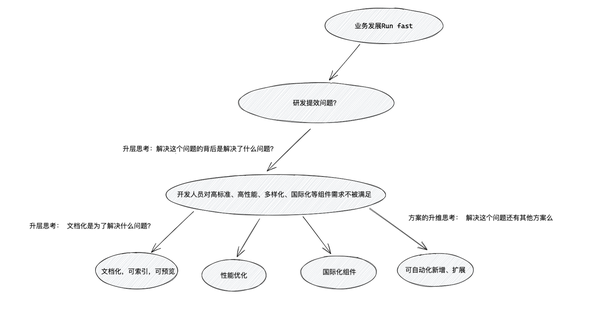 业务发展Run fast
研发提效问题?
升层思考：解决这个问题的背后是解决了什么问题?
开发人员对高标准、高性能、多样化、国际化等组件需求不被满足
升层思考： 文档化是为了解决什么问题?
方案的升维思考： 解决这个问题还有其他方案么
文档化，可索引，可预览
性能优化
国际化组件
可自动化新增、扩展